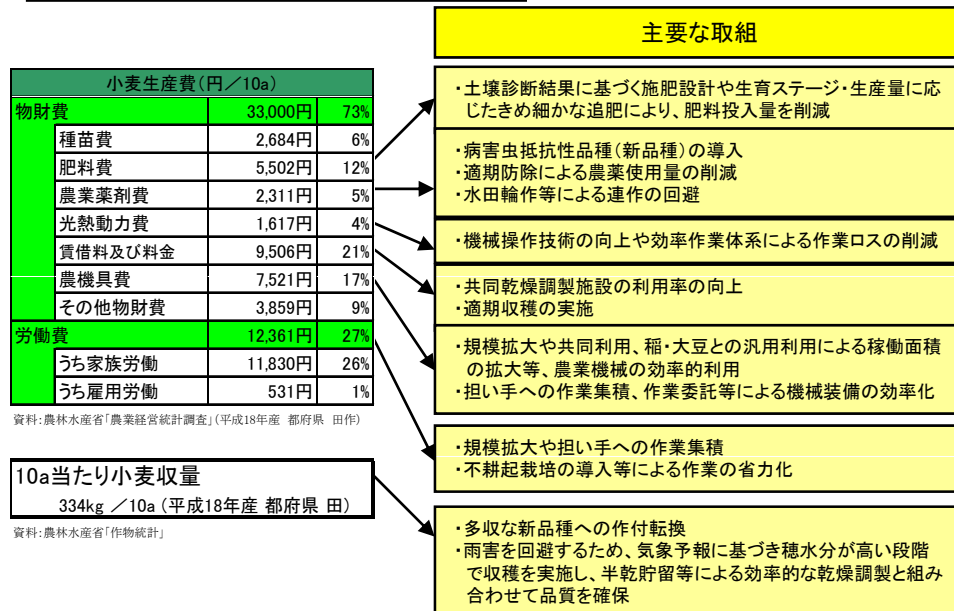 主要な取組
小麦生産費(円／10a)
物財費 33,000円 73%
種苗費 2,684円 6%
肥料費 5,502円 12%
農業薬剤費 2,311円 5%
光熱動力費 1,617円 4%
賃借料及び料金 9,506円 21%
農機具費 7,521円 17%
その他物財費 3,859円 9%
労働費 12,361円 27%
うち家族労働 11,830円 26%
うち雇用労働 531円 1%
資料:農林水産省「農業経営統計調査」(平成18年産 都府県 田作)
10a当たり小麦収量
334kg ／10a (平成18年産 都府県 田)
資料:農林水産省「作物統計」
・土壌診断結果に基づく施肥設計や生育ステージ・生産量に応
じたきめ細かな追肥により、肥料投入量を削減
・病害虫抵抗性品種(新品種)の導入
・適期防除による農薬使用量の削減
・水田輪作等による連作の回避
・機械操作技術の向上や効率作業体系による作業ロスの削減
・共同乾燥調製施設の利用率の向上
・適期収穫の実施
・規模拡大や共同利用、稲・大豆との汎用利用による稼働面積
の拡大等、農業機械の効率的利用
・担い手への作業集積、作業委託等による機械装備の効率化
・規模拡大や担い手への作業集積
・不耕起栽培の導入等による作業の省力化
・多収な新品種への作付転換
・雨害を回避するため、気象予報に基づき穂水分が高い段階
で収穫を実施し、半乾貯留等による効率的な乾燥調製と組み
合わせて品質を確保